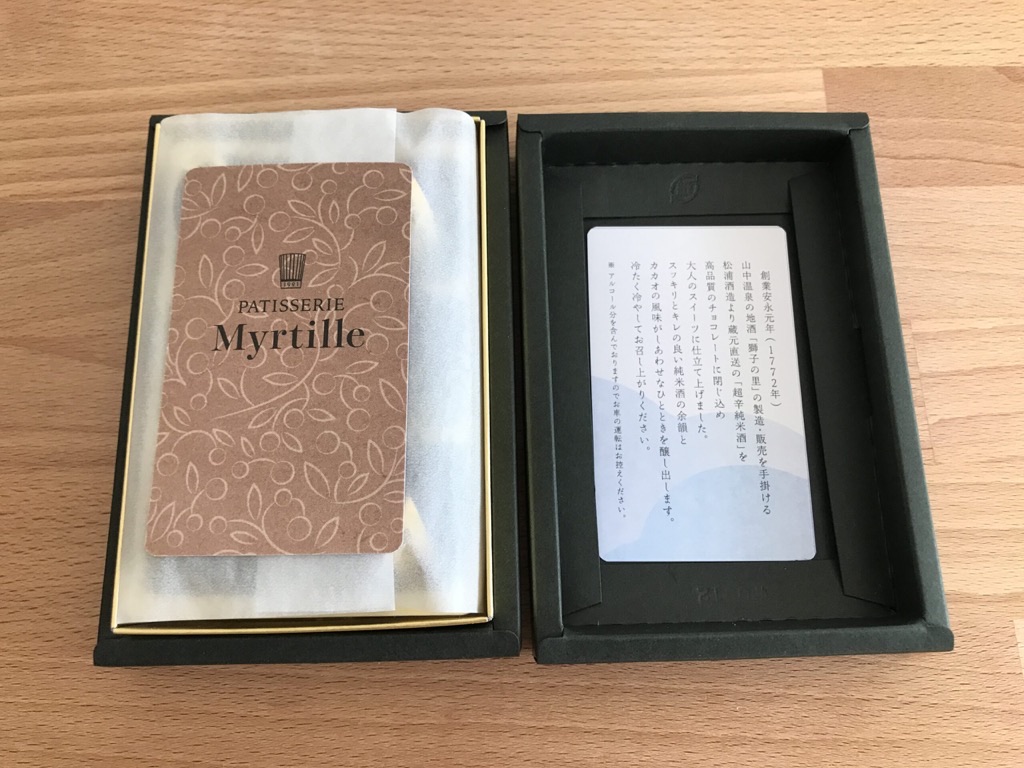 PATISSERIE
Myrtille
創業安永元年(1772年)
山中温泉の地酒「獅子の里」の製造・販売を手掛ける
松浦酒造より蔵元直送の「超辛純米酒」を
高品質のチョコレートに閉じ込め
大人のスイーツに仕立て上げました。
スッキリとキレの良い純米酒の余韻と
カカオの風味がしあわせなひとときを醸し出します。
冷たく冷やしてお召し上がりください。
※アルコール分を含んでおりますのでお車の運転はお控えください。